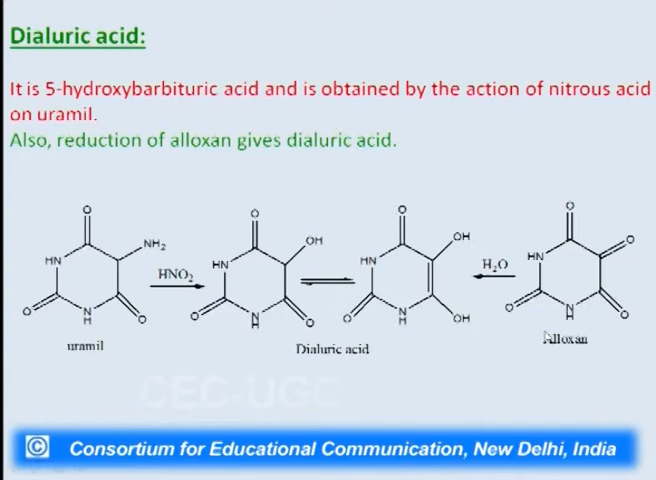 Dialuric acid:
It is 5-hydroxybarbituric acid and is obtained by the action of nitrous acid
on uramil.
Also, reduction of alloxan gives dialuric acid.
O O O O
NH₂ OH OH O
HN HN HN HN
HNO₂ H₂O
O N H O O N H O O N H OH O N H O
uramil Dialuric acid Alloxan
CEC-UGC
© Consortium for Educational Communication, New Delhi, India